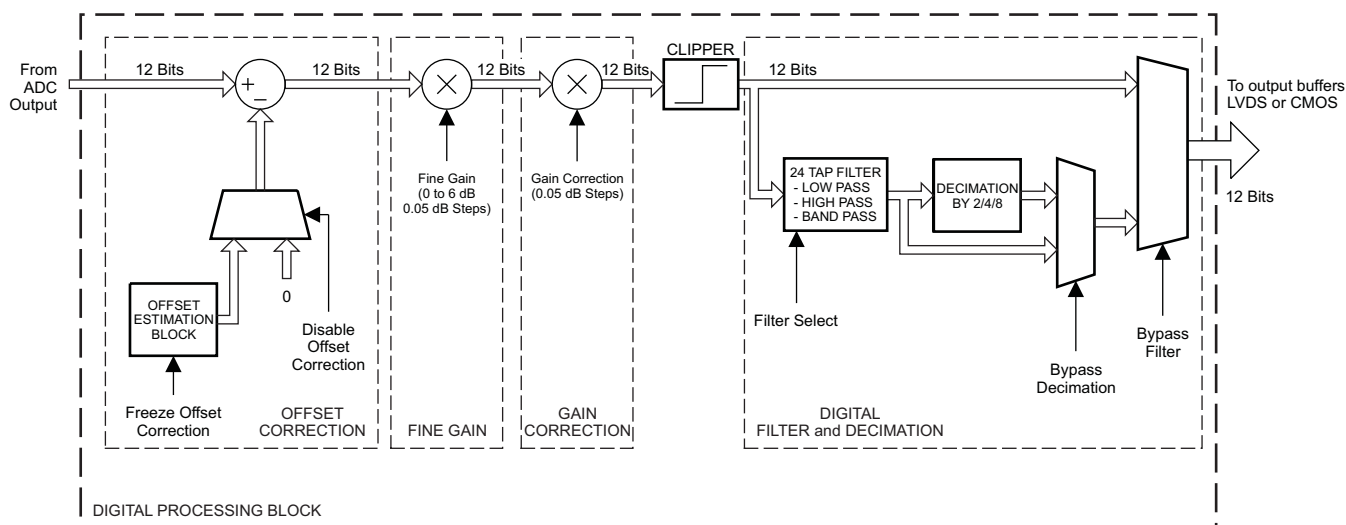 From
ADC
Output
12 Bits
+
−
12 Bits
12 Bits
12 Bits
CLIPPER
12 Bits
To output buffers
LVDS or CMOS
12 Bits
Fine Gain
(0 to 6 dB
0.05 dB Steps)
Gain Correction
(0.05 dB Steps)
24 TAP FILTER
- LOW PASS
- HIGH PASS
- BAND PASS
DECIMATION
BY 2/4/8
0
OFFSET
ESTIMATION
BLOCK
Disable
Offset
Correction
Filter Select
Bypass
Decimation
Bypass
Filter
Freeze Offset
Correction
OFFSET
CORRECTION
FINE GAIN
GAIN
CORRECTION
DIGITAL
FILTER and DECIMATION
DIGITAL PROCESSING BLOCK